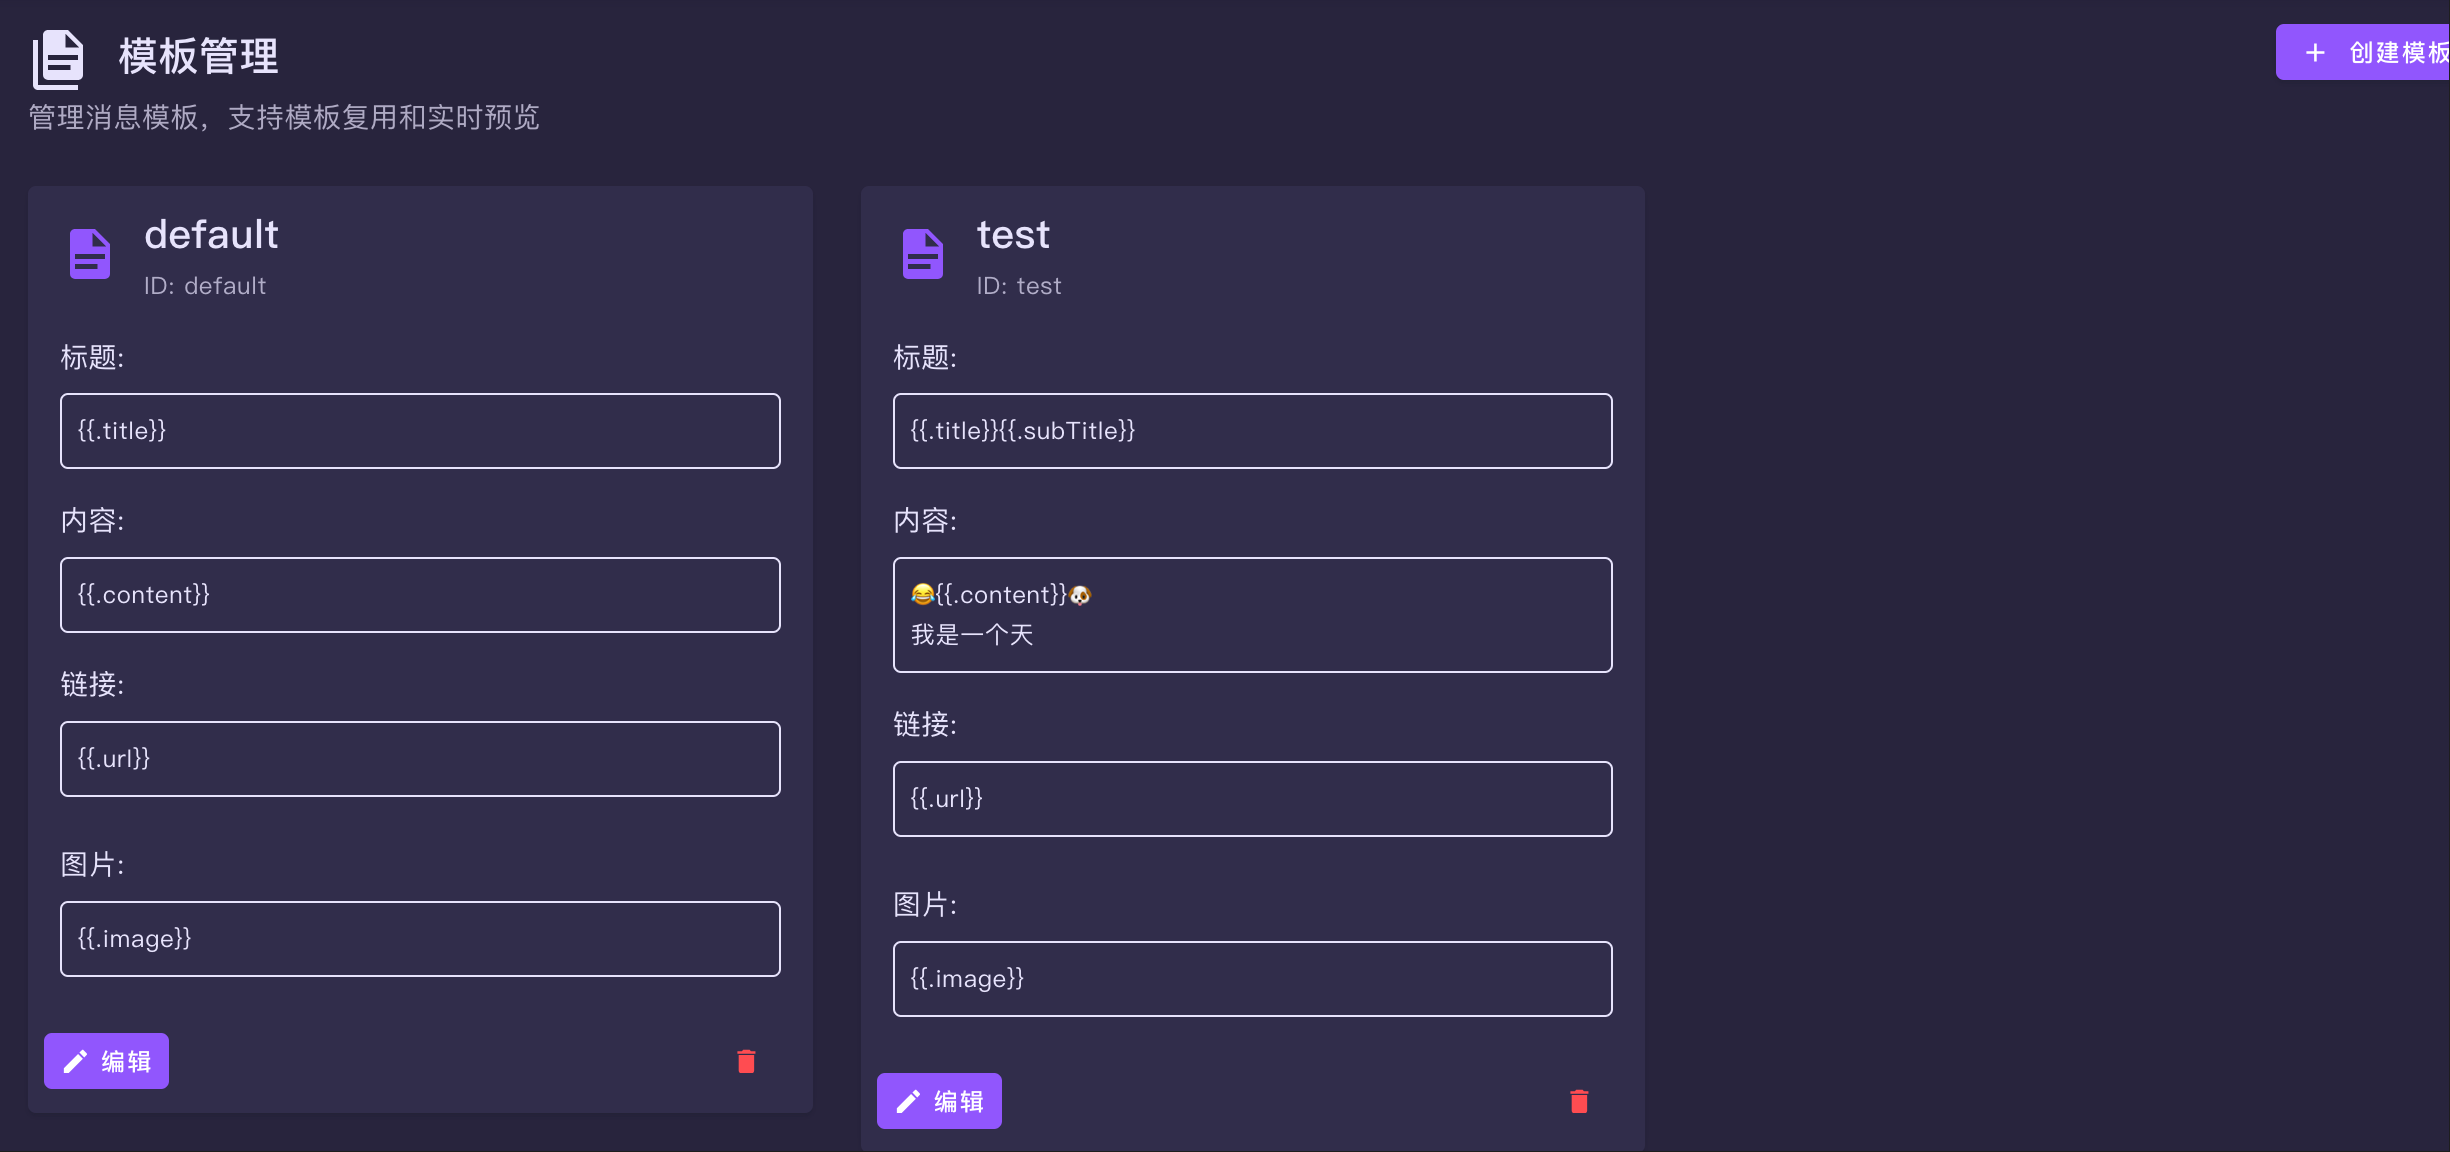 模板管理
创建模板
管理消息模板，支持模板复用和实时预览
default
ID: default
标题:
{{.title}}
内容:
{{.content}}
链接:
{{.url}}
图片:
{{.image}}
编辑
test
ID: test
标题:
{{.title}}{{.subTitle}}
内容:
😂{{.content}}🐶
我是一个天
链接:
{{.url}}
图片:
{{.image}}
编辑